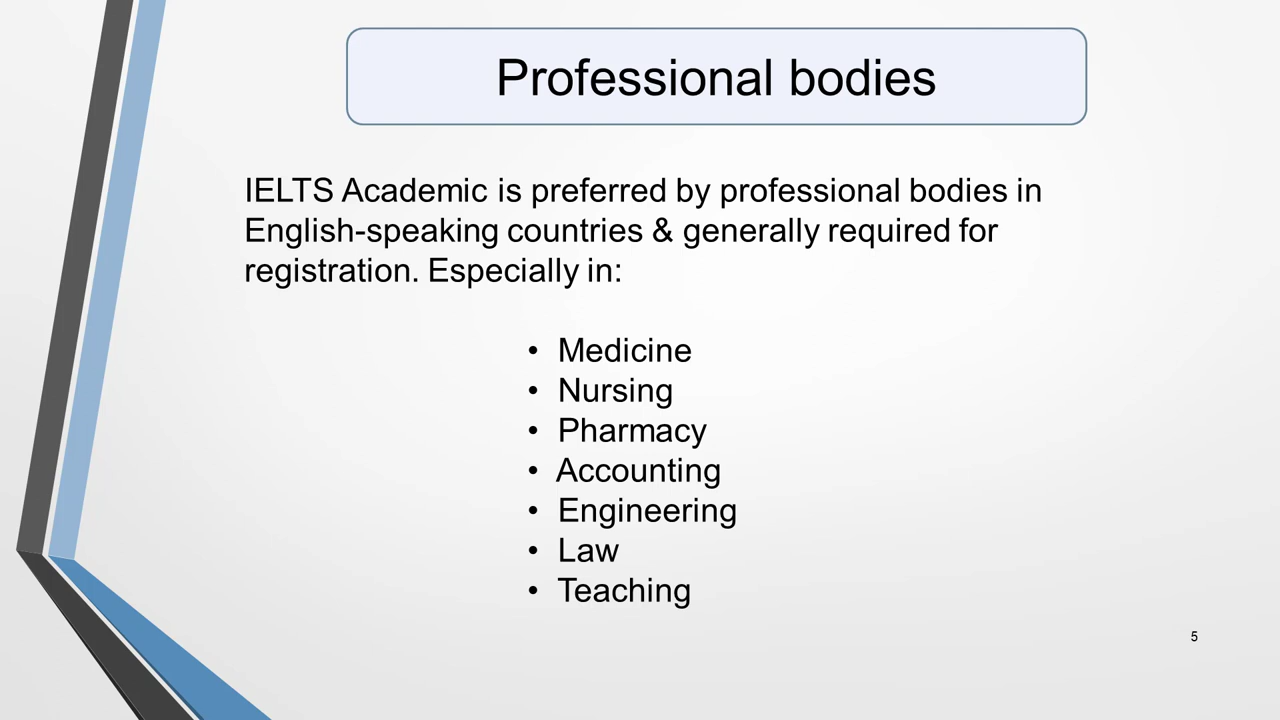 Professional bodies
IELTS Academic is preferred by professional bodies in
English-speaking countries & generally required for
registration. Especially in:
• Medicine
• Nursing
• Pharmacy
• Accounting
• Engineering
• Law
• Teaching
5